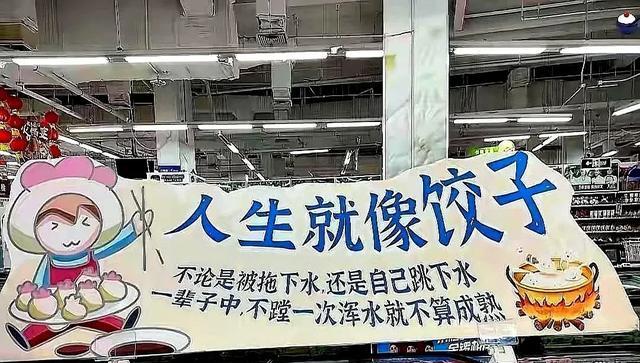 人生就像饺子
不论是被拖下水,还是自己跳下水
一辈子中,不蹚一次浑水就不算成熟